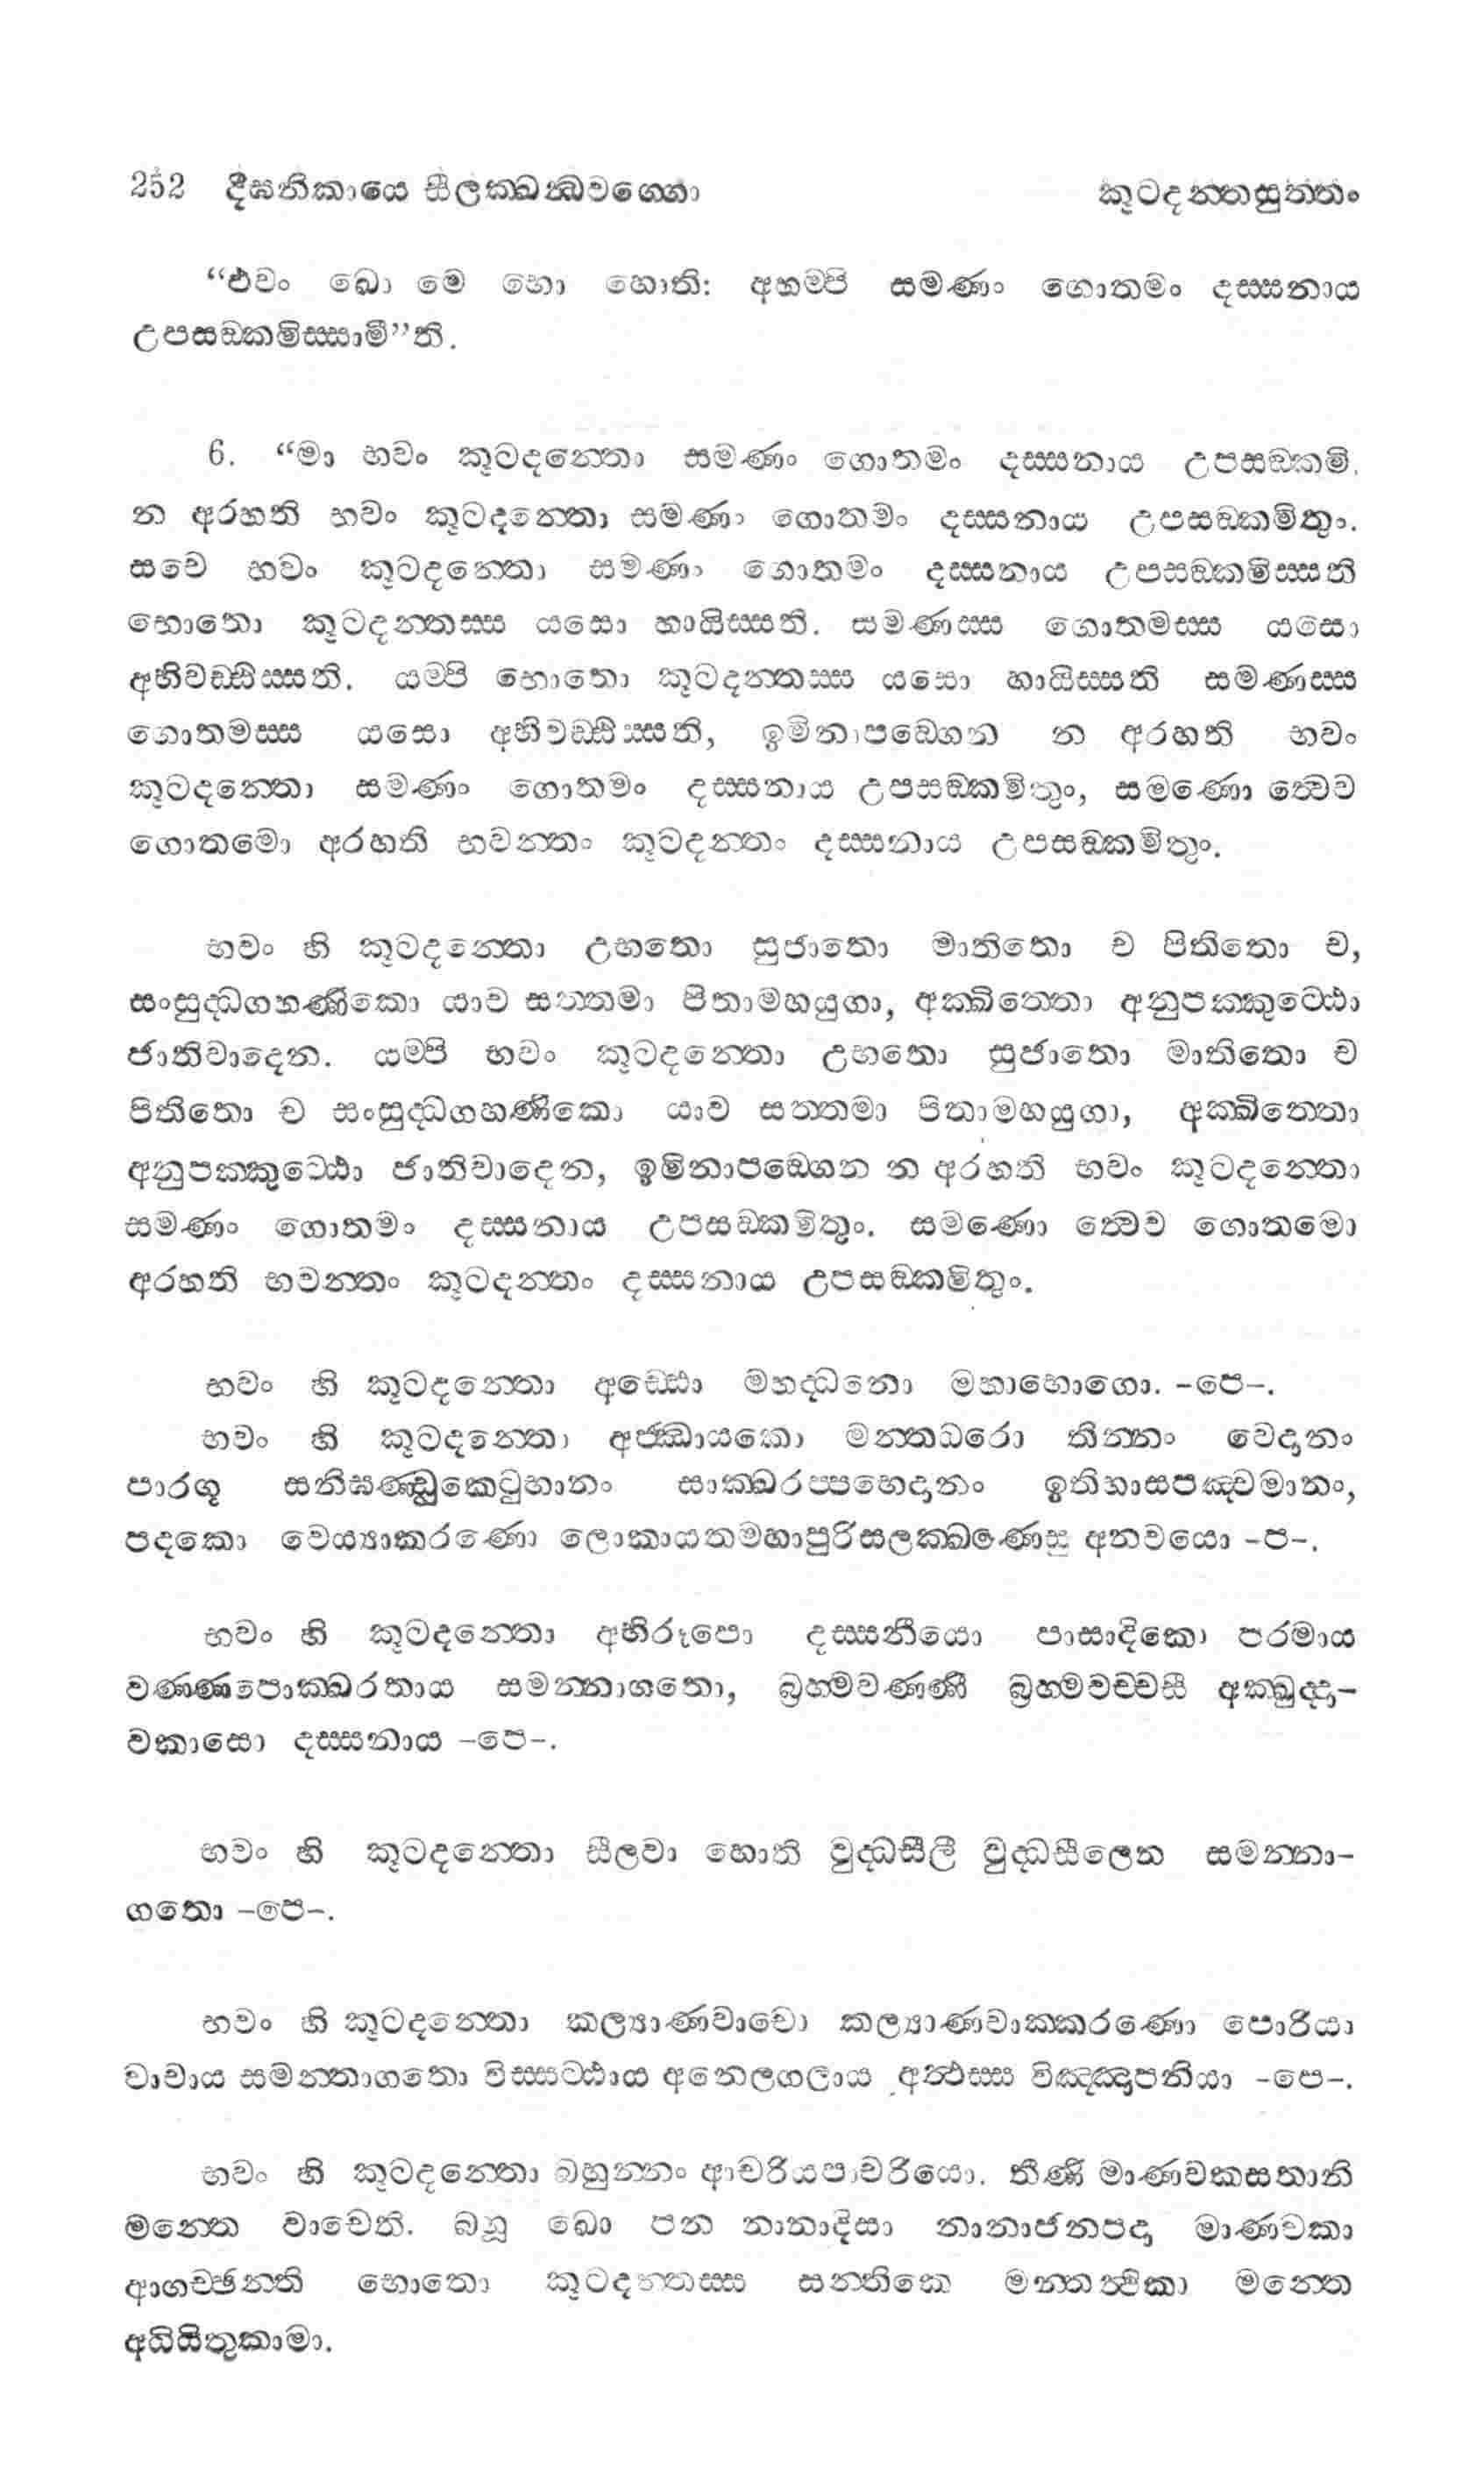 252 දීඝනිකායෙ සීලක්ඛන්ධවග්ගො කූටදන්තසුත්තං
“එවං ඛො මෙ භො හොති: අහම්පි සමණං ගොතමං දස්සනාය
උපසඞ්කමිස්සාමී”ති.
6. “මා භවං කූටදන්තො සමණං ගොතමං දස්සනාය උපසඞ්කමි.
න අරහති භවං කූටදන්තො සමණං ගොතමං දස්සනාය උපසඞ්කමිතුං.
සචෙ භවං කූටදන්තො සමණං ගොතමං දස්සනාය උපසඞ්කමිස්සති
භොතො කූටදන්තස්ස යසො හායිස්සති. සමණස්ස ගොතමස්ස යසො
අභිවඩ්ඪිස්සති. යම්පි භොතො කූටදන්තස්ස යසො හායිස්සති සමණස්ස
ගොතමස්ස යසො අභිවඩ්ඪිස්සති, ඉමිනාපඞ්ගෙන න අරහති භවං
කූටදන්තො සමණං ගොතමං දස්සනාය උපසඞ්කමිතුං, සමණො ත්වෙව
ගොතමො අරහති භවන්තං කූටදන්තං දස්සනාය උපසඞ්කමිතුං.
භවං හි කූටදන්තො උභතො සුජාතො මාතිතො ච පිතිතො ච,
සංසුද්ධගහණිකො යාව සත්තමා පිතාමහයුගා, අක්ඛිත්තො අනුපක්කුට්ඨො
ජාතිවාදෙන. යම්පි භවං කූටදන්තො උභතො සුජාතො මාතිතො ච
පිතිතො ච සංසුද්ධගහණිකො යාව සත්තමා පිතාමහයුගා, අක්ඛිත්තො
අනුපක්කුට්ඨො ජාතිවාදෙන, ඉමිනාපඞ්ගෙන න අරහති භවං කූටදන්තො
සමණං ගොතමං දස්සනාය උපසඞ්කමිතුං. සමණො ත්වෙව ගොතමො
අරහති භවන්තං කූටදන්තං දස්සනාය උපසඞ්කමිතුං.
භවං හි කූටදන්තො අඩ්ඪො මහද්ධනො මහාභොගො. -පෙ-.
භවං හි කූටදන්තො අජ්ඣායකො මන්තධරො තිණ්ණං වෙදානං
පාරගූ සනිඝණ්ඩුකෙටුභානං සාක්ඛරප්පභෙදානං ඉතිහාසපඤ්චමානං,
පදකො වෙය්‍යාකරණො ලොකායතමහාපුරිසලක්ඛණෙසු අනවයො -ප-.
භවං හි කූටදන්තො අභිරූපො දස්සනීයො පාසාදිකො පරමාය
වණ්ණපොක්ඛරතාය සමන්නාගතො, බ්‍රහ්මවණ්ණී බ්‍රහ්මවච්චසී අක්ඛුද්දා-
වකාසො දස්සනාය -පෙ-.
භවං හි කූටදන්තො සීලවා හොති වුද්ධසීලී වුද්ධසීලෙන සමන්නා-
ගතො -පෙ-.
භවං හි කූටදන්තො කල්‍යාණවාචො කල්‍යාණවාක්කරණො පොරියා
වාචාය සමන්නාගතො විස්සට්ඨාය අනෙලගලාය අත්ථස්ස විඤ්ඤාපනියා -පෙ-.
භවං හි කූටදන්තො බහුන්නං ආචරියපාචරියො. තීණි මාණවකසතානි
මන්තෙ වාචෙති. බහූ ඛො පන නානාදිසා නානාජනපදා මාණවකා
ආගච්ඡන්ති භොතො කූටදන්තස්ස සන්තිකෙ මන්තත්ථිකා මන්තෙ
අධියිතුකාමා.